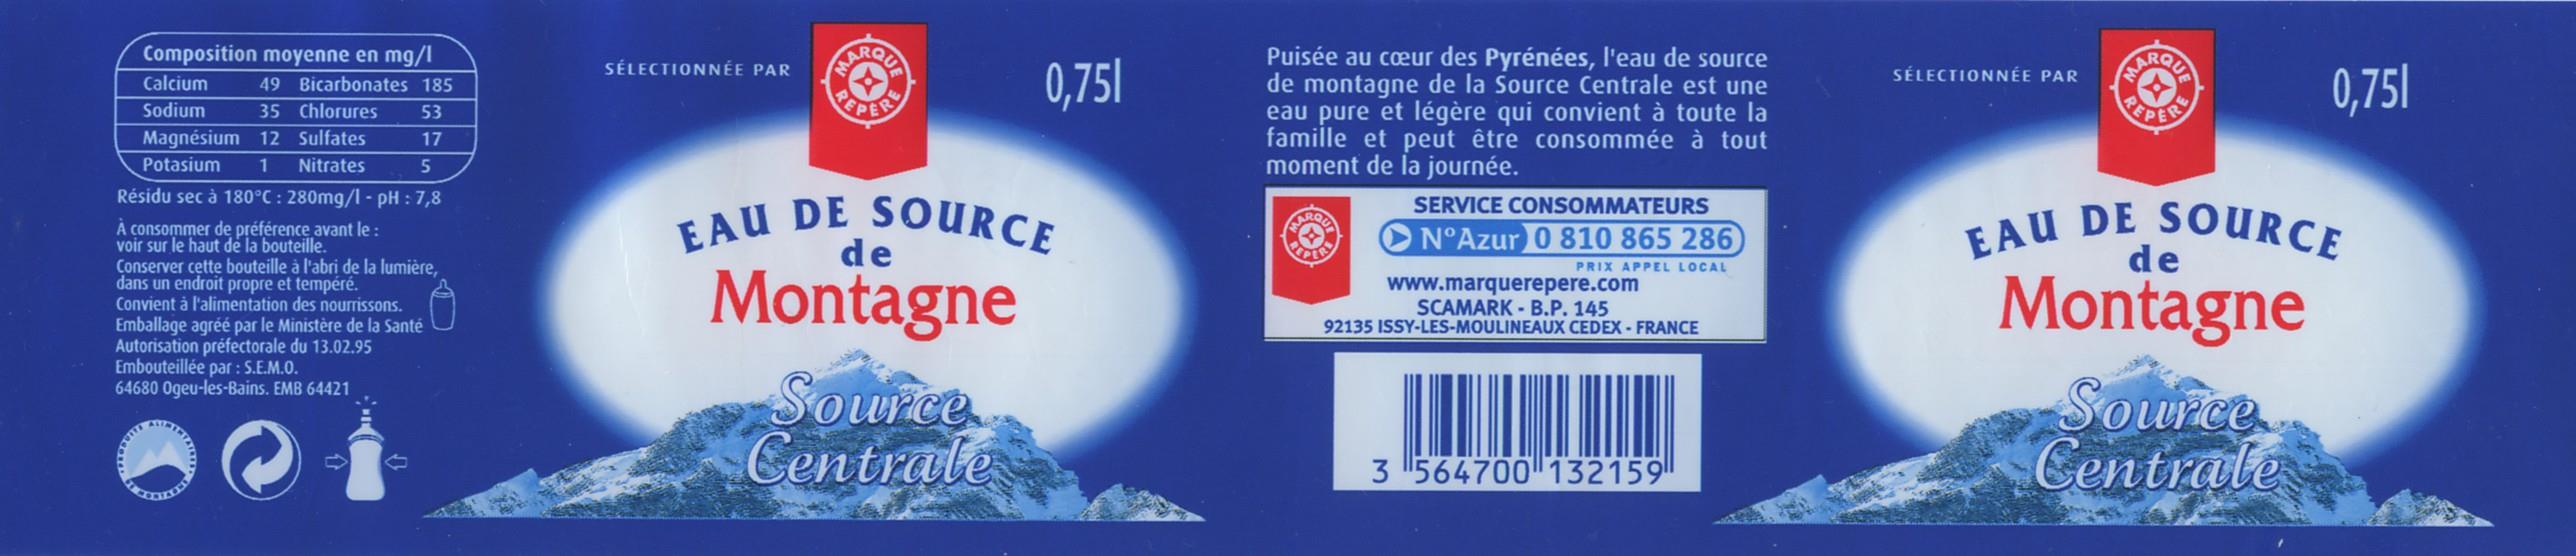 Composition moyenne en mg/l
Calcium 49 Bicarbonates 185
Sodium 35 Chlorures 53
Magnésium 12 Sulfates 17
Potasium 1 Nitrates 5
Résidu sec à 180°C : 280mg/l - pH : 7,8
À consommer de préférence avant le :
voir sur le haut de la bouteille.
Conserver cette bouteille à l'abri de la lumière,
dans un endroit propre et tempéré.
Convient à l'alimentation des nourrissons.
Emballage agréé par le Ministère de la Santé
Autorisation préfectorale du 13.02.95
Embouteillée par : S.E.M.O.
64680 Ogeu-les-Bains. EMB 64421
PRODUITS ALIMENTAIRES
DE MONTAGNE
SÉLECTIONNÉE PAR
MARQUE
REPÈRE
0,75l
EAU DE SOURCE
de
Montagne
Source
Centrale
Puisée au cœur des Pyrénées, l'eau de source
de montagne de la Source Centrale est une
eau pure et légère qui convient à toute la
famille et peut être consommée à tout
moment de la journée.
MARQUE
REPÈRE
SERVICE CONSOMMATEURS
N°Azur 0 810 865 286
PRIX APPEL LOCAL
www.marquerepere.com
SCAMARK - B.P. 145
92135 ISSY-LES-MOULINEAUX CEDEX - FRANCE
3 564700 132159
SÉLECTIONNÉE PAR
MARQUE
REPÈRE
0,75l
EAU DE SOURCE
de
Montagne
Source
Centrale